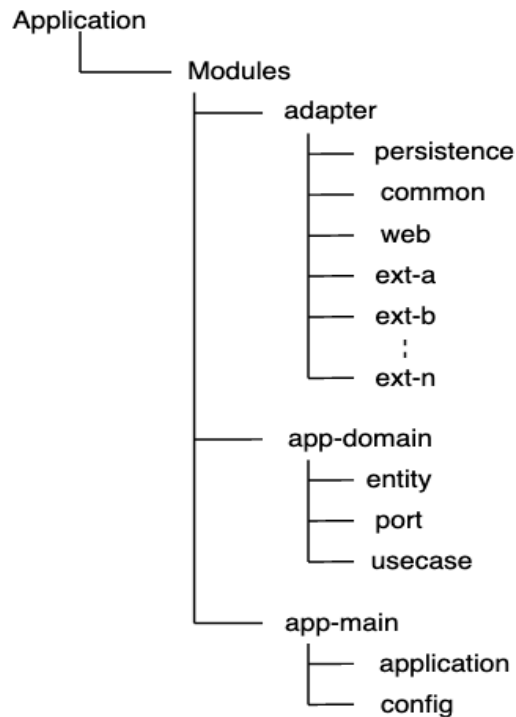 Application
Modules
adapter
persistence
common
web
ext-a
ext-b
ext-n
app-domain
entity
port
usecase
app-main
application
config